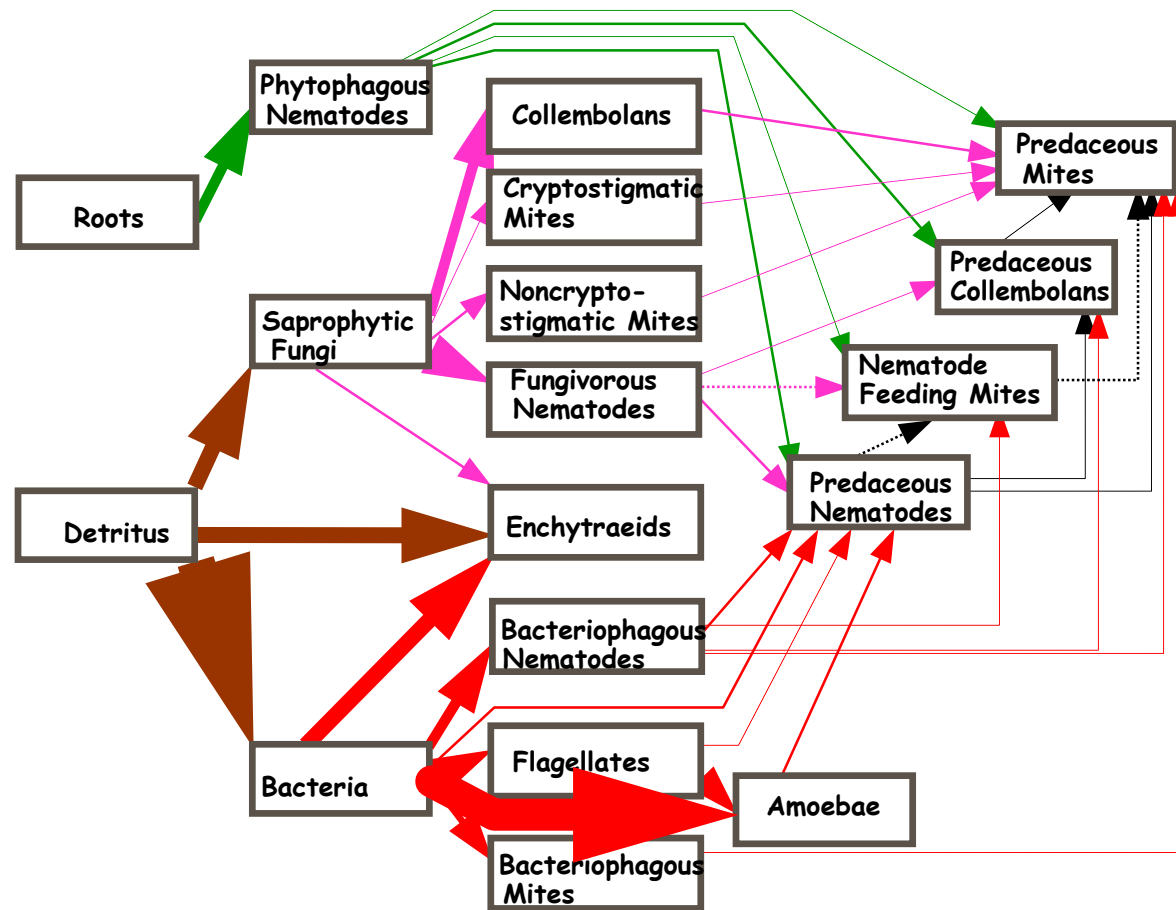 Phytophagous
Nematodes
Collembolans
Predaceous
Mites
Roots
Cryptostigmatic
Mites
Predaceous
Collembolans
Noncrypto-
stigmatic Mites
Saprophytic
Fungi
Fungivorous
Nematodes
Nematode
Feeding Mites
Predaceous
Nematodes
Detritus
Enchytraeids
Bacteriophagous
Nematodes
Flagellates
Bacteria
Amoebae
Bacteriophagous
Mites